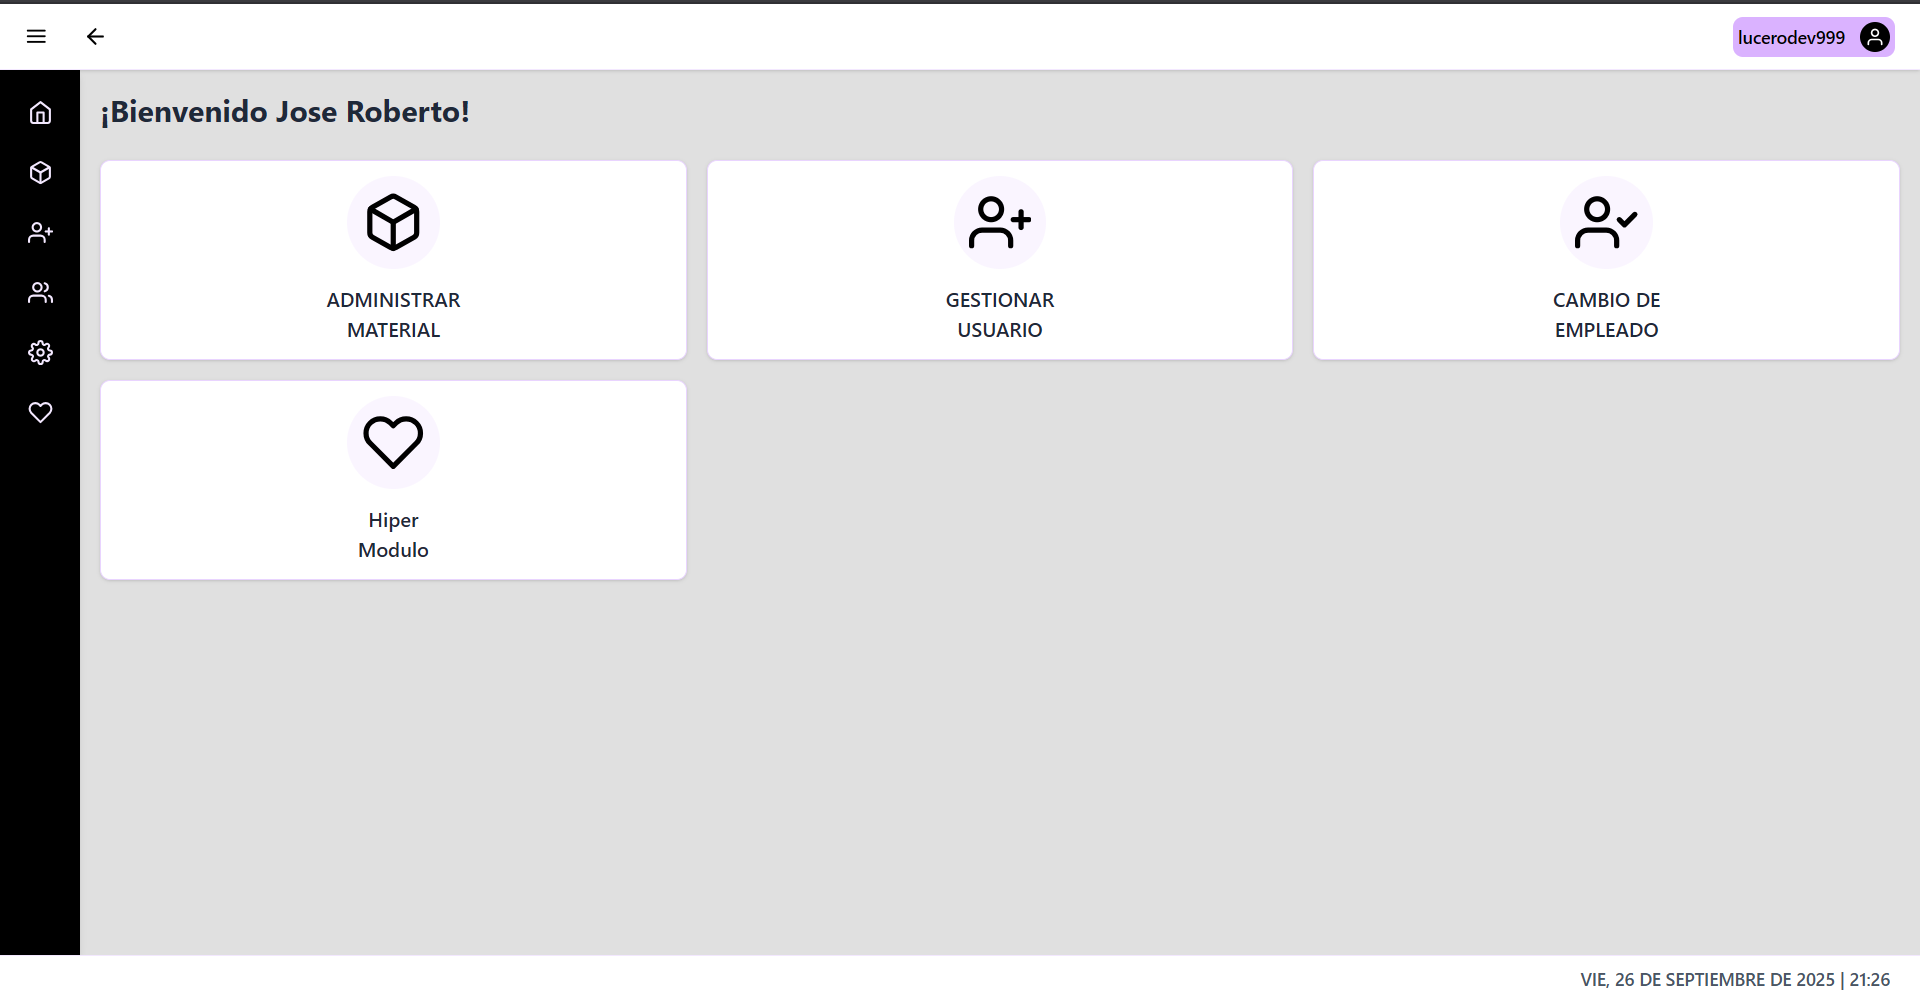 lucerodev999
¡Bienvenido Jose Roberto!
ADMINISTRAR
MATERIAL
GESTIONAR
USUARIO
CAMBIO DE
EMPLEADO
Hiper
Modulo
VIE, 26 DE SEPTIEMBRE DE 2025 | 21:26